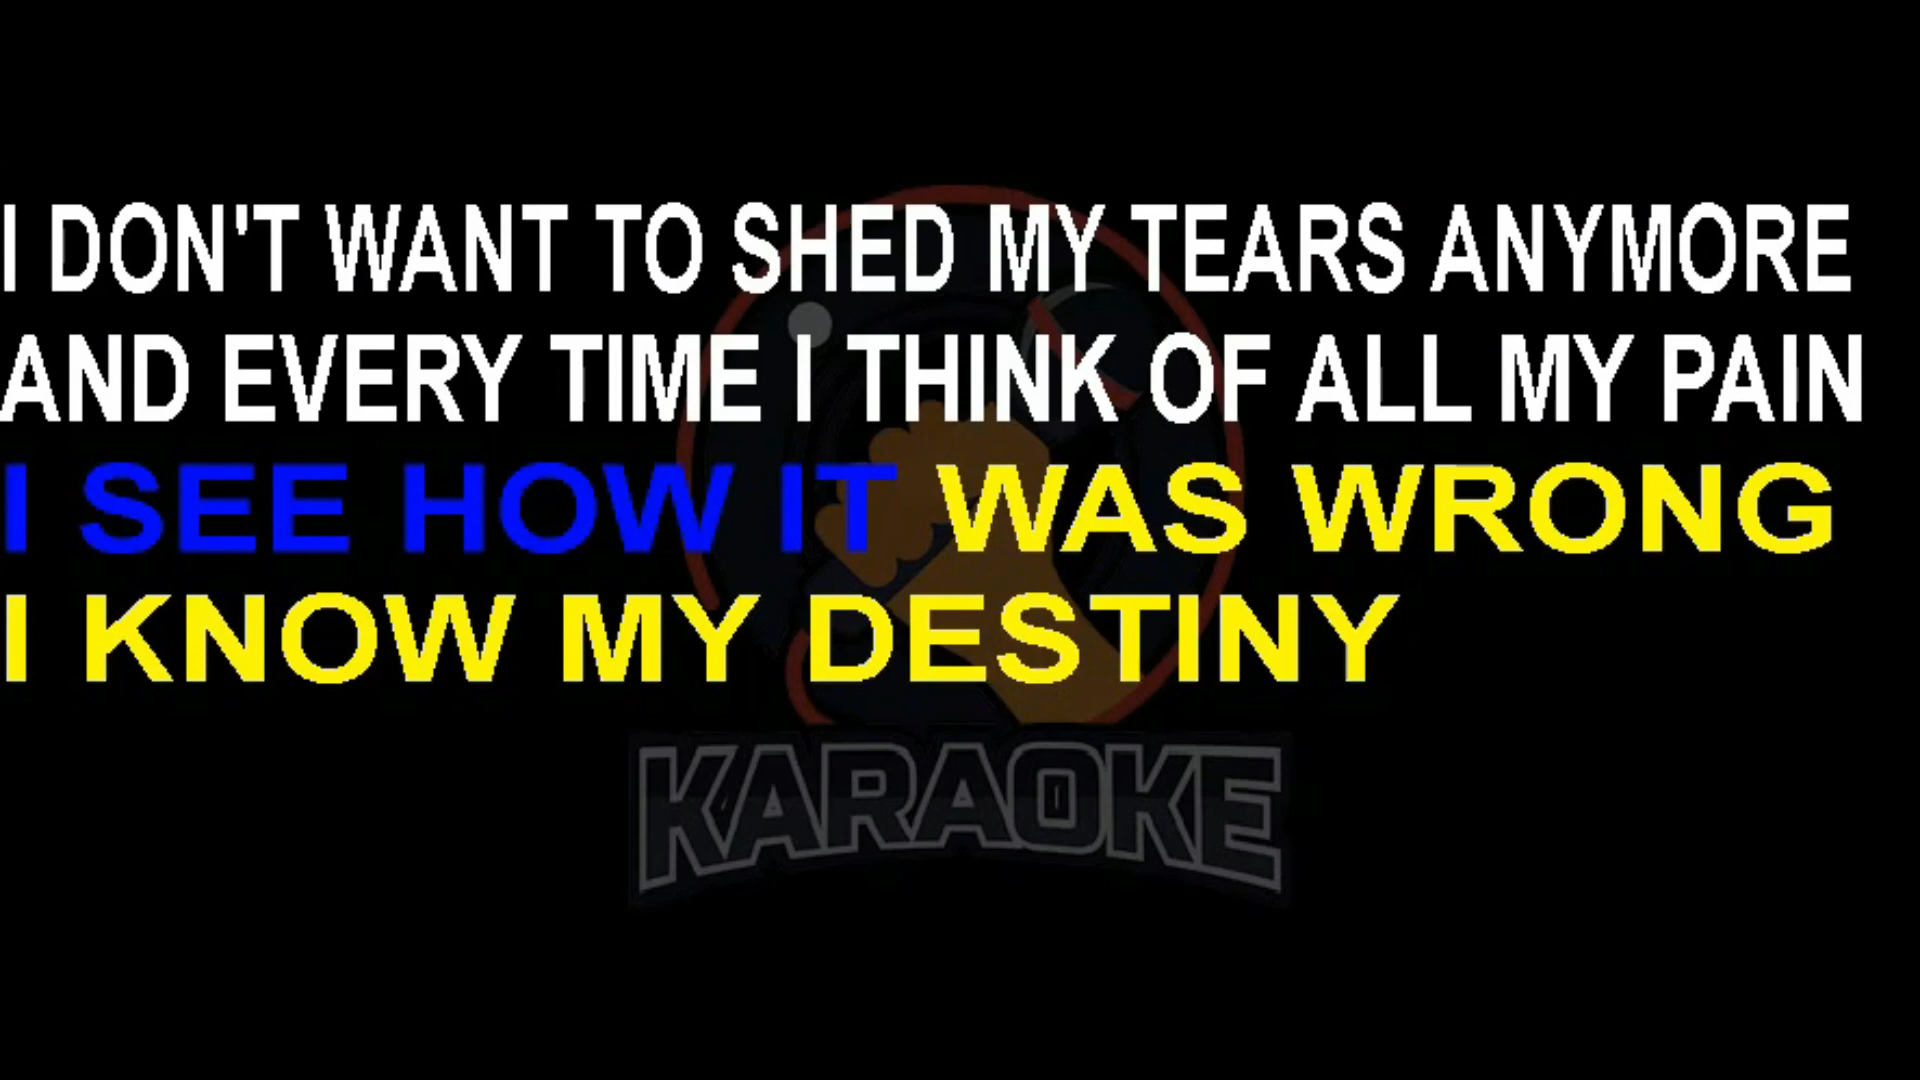 I DON'T WANT TO SHED MY TEARS ANYMORE
AND EVERY TIME I THINK OF ALL MY PAIN
I SEE HOW IT WAS WRONG
I KNOW MY DESTINY
KARAOKE